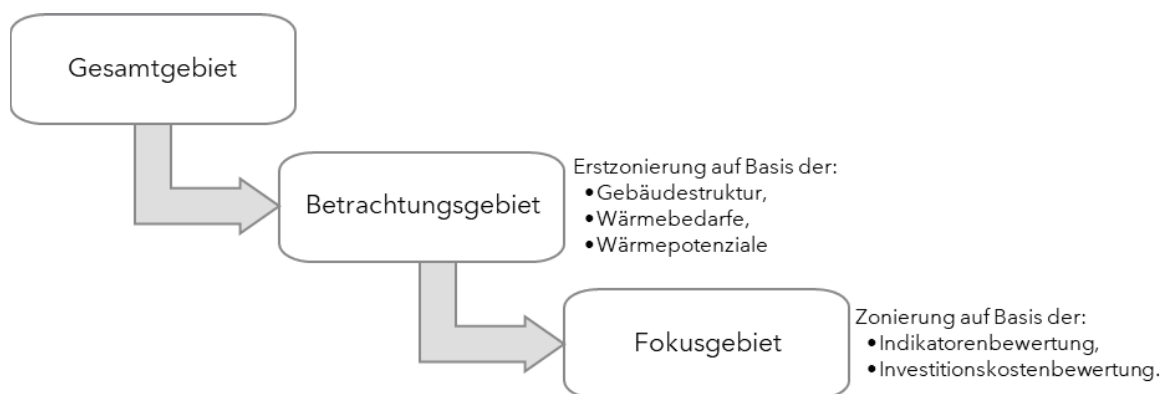 Gesamtgebiet
Betrachtungsgebiet
Erstzonierung auf Basis der:
•Gebäudestruktur,
•Wärmebedarfe,
•Wärmepotenziale
Fokusgebiet
Zonierung auf Basis der:
•Indikatorenbewertung,
•Investitionskostenbewertung.